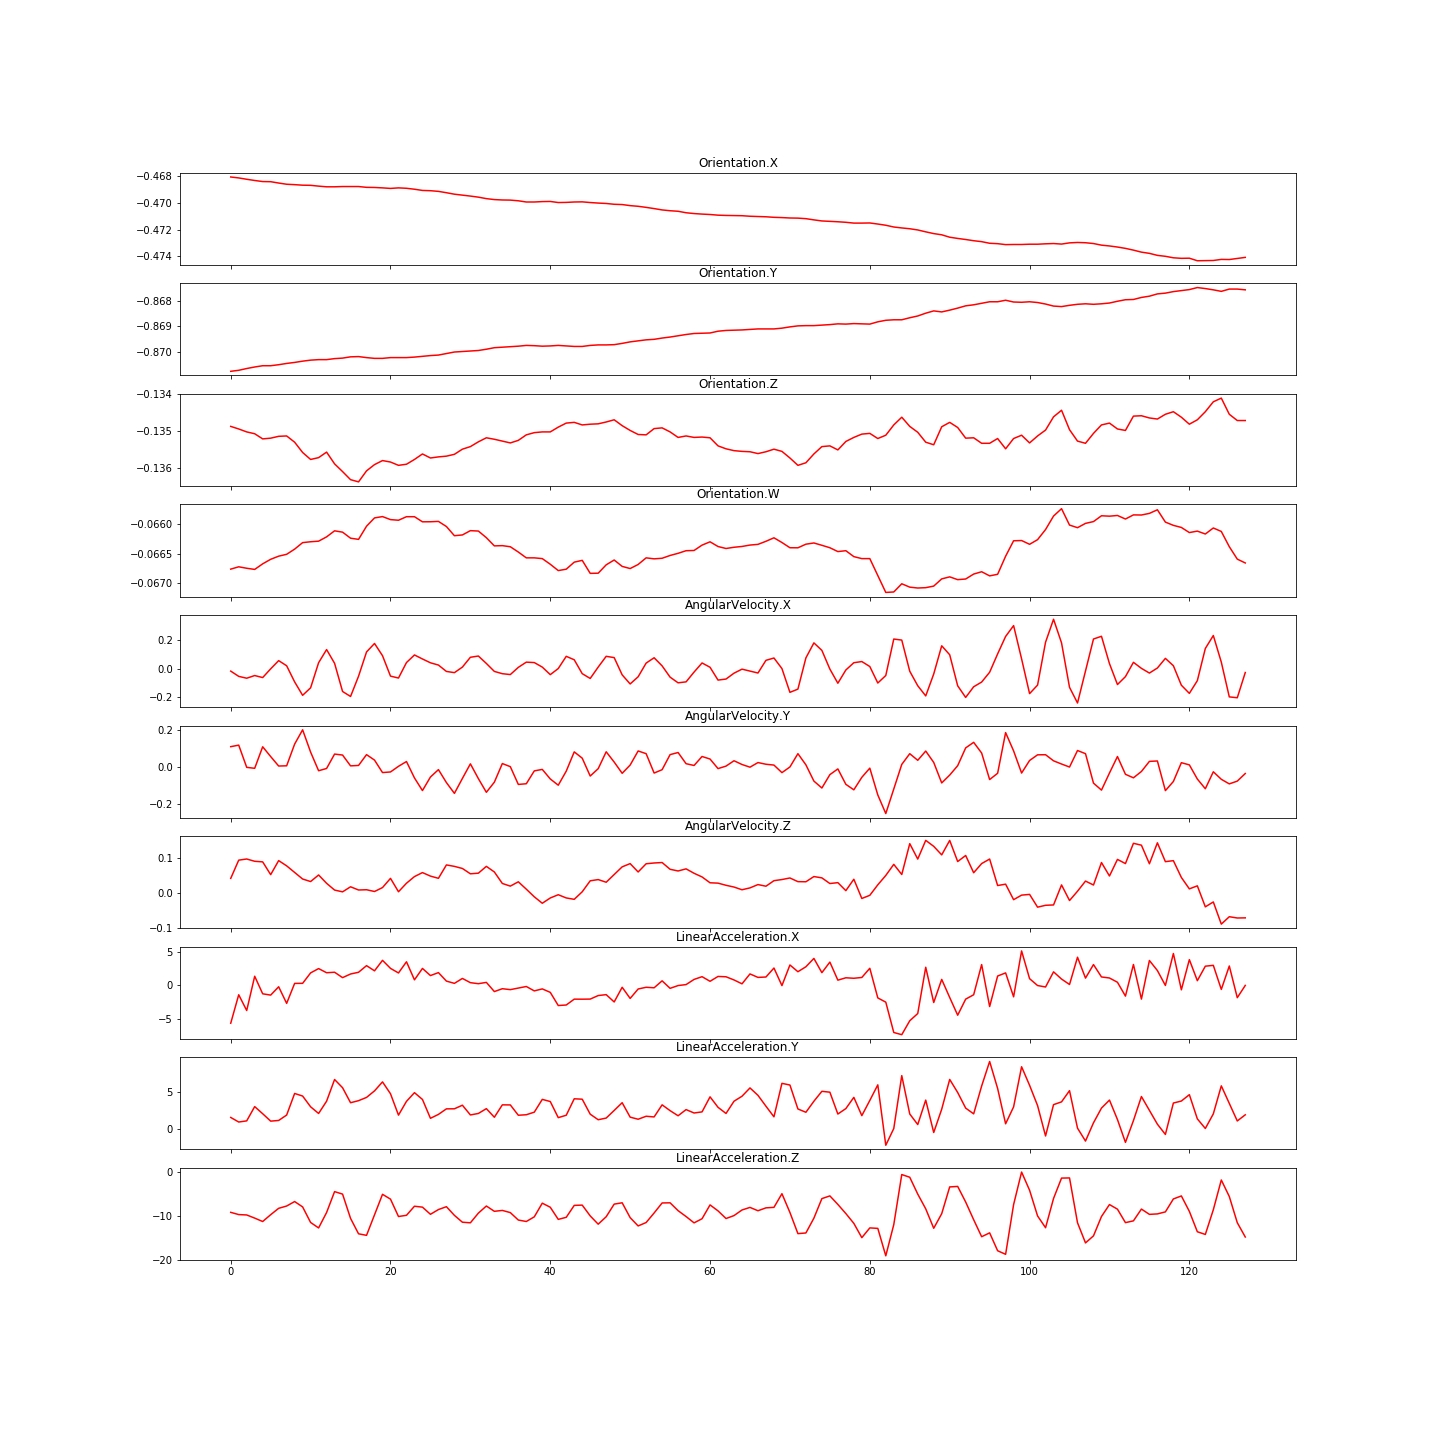 Orientation.X
−0.468
−0.470
−0.472
−0.474
Orientation.Y
−0.868
−0.869
−0.870
Orientation.Z
−0.134
−0.135
−0.136
Orientation.W
−0.0660
−0.0665
−0.0670
AngularVelocity.X
0.2
0.0
−0.2
AngularVelocity.Y
0.2
0.0
−0.2
AngularVelocity.Z
0.1
0.0
−0.1
LinearAcceleration.X
5
0
−5
LinearAcceleration.Y
5
0
LinearAcceleration.Z
0
−10
−20
0 20 40 60 80 100 120